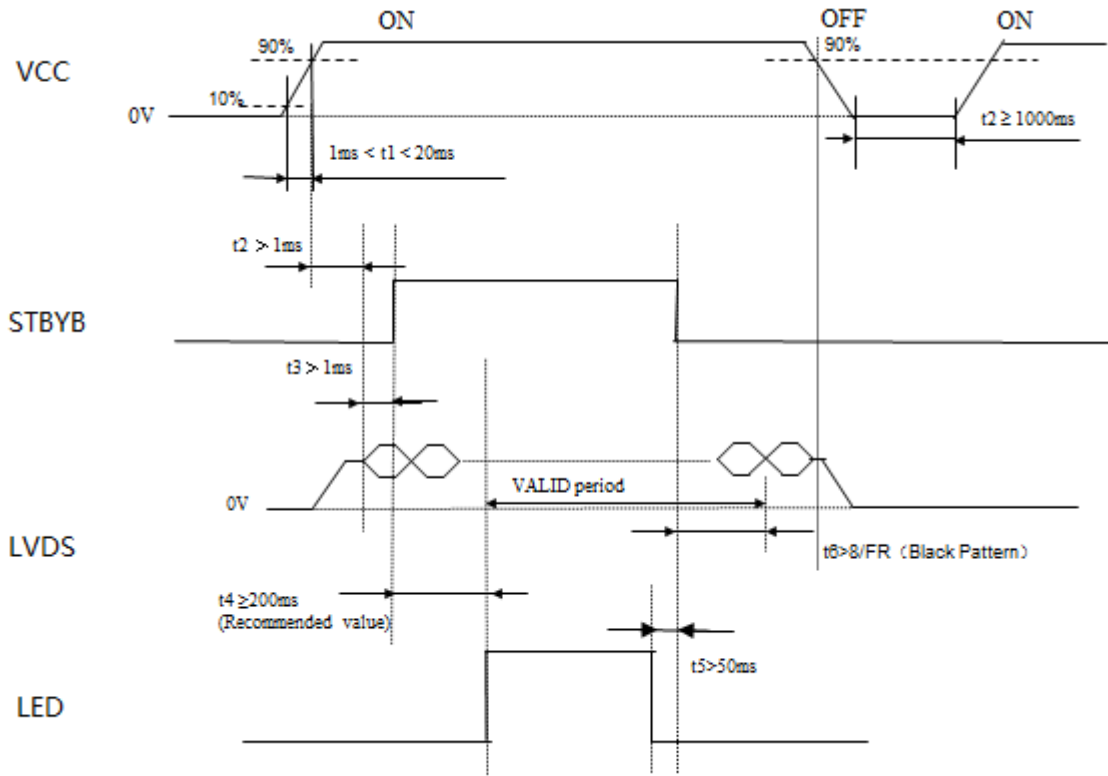 ON
OFF
ON
90%
90%
VCC
10%
0V
t2 ≥ 1000ms
1ms < t1 < 20ms
t2 > 1ms
STBYB
t3 > 1ms
VALID period
0V
LVDS
t6>8/FR（Black Pattern）
t4 ≥200ms
(Recommended value)
t5>50ms
LED